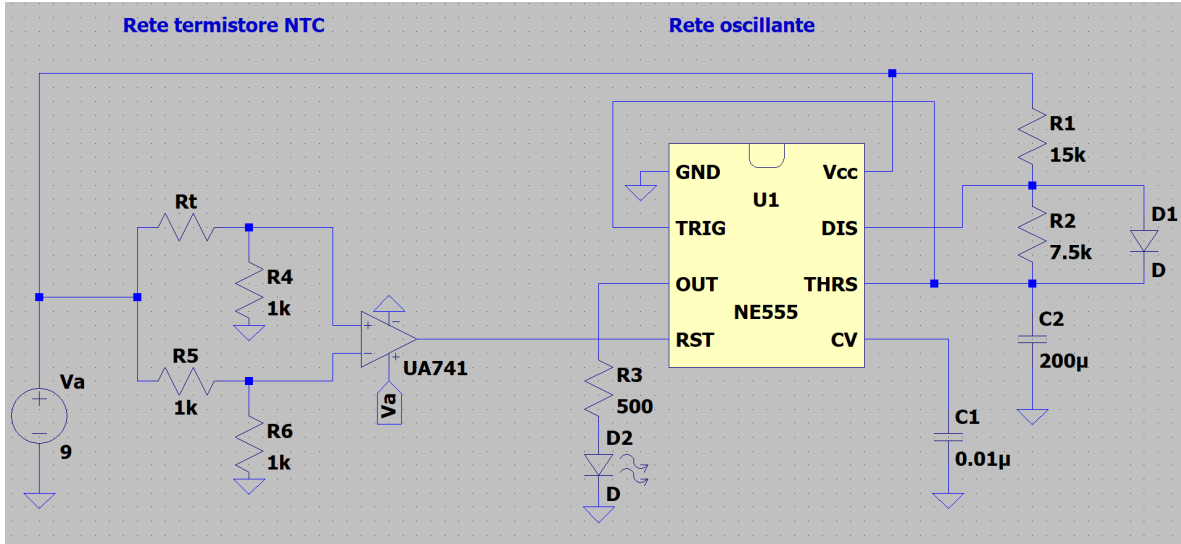 Rete termistore NTC
Rete oscillante
R1
15k
GND
Vcc
U1
Rt
TRIG
DIS
R2
7.5k
D1
D
R4
1k
OUT
THRS
NE555
C2
200µ
+
−
−
+
UA741
RST
CV
R5
1k
Va
+
−
9
Va
R3
500
R6
1k
D2
D
C1
0.01µ